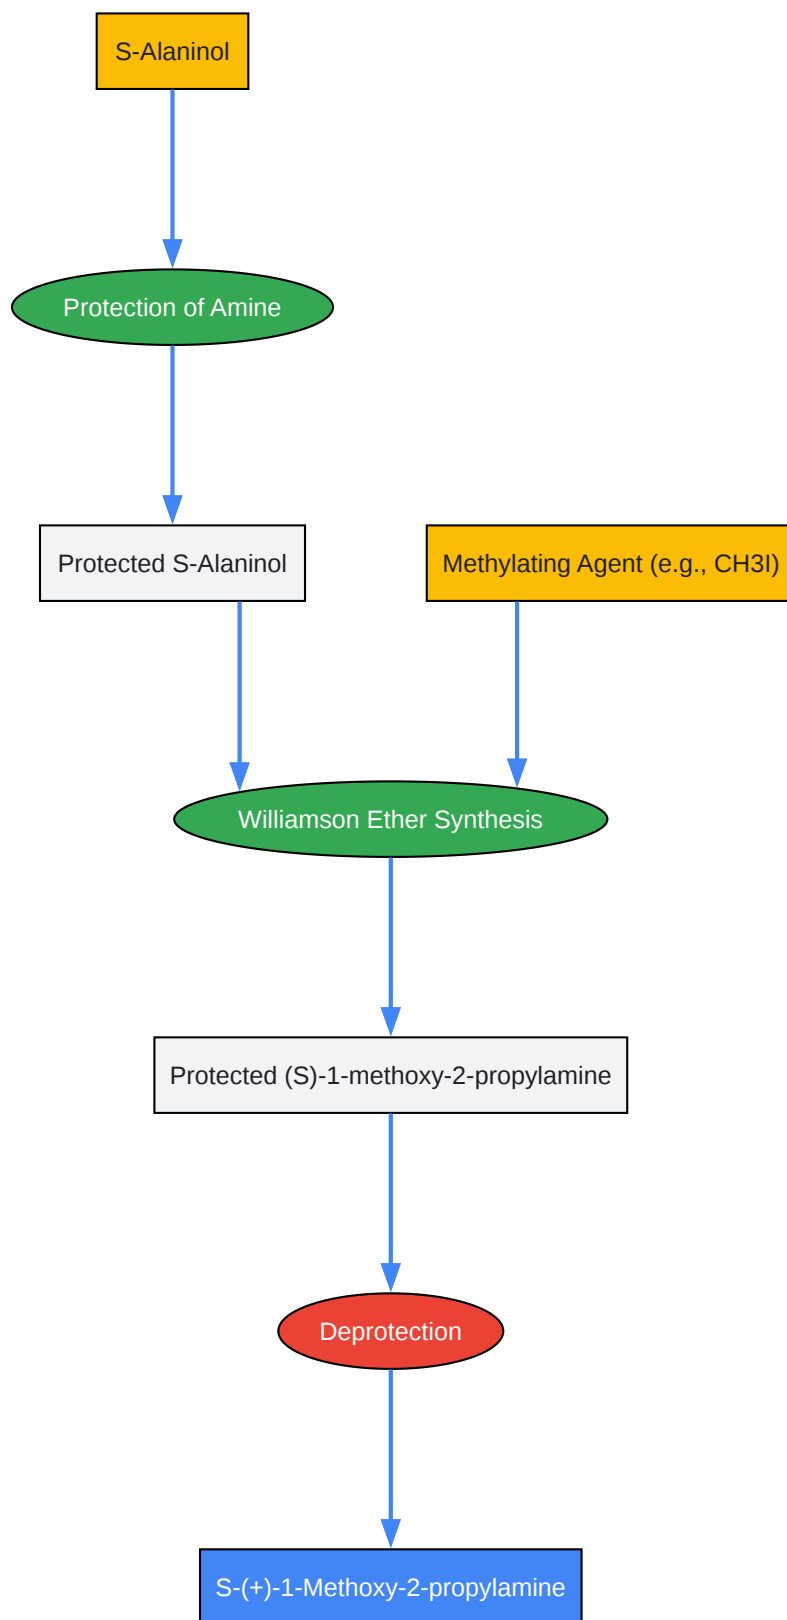 S-Alaninol
Protection of Amine
Protected S-Alaninol
Methylating Agent (e.g., CH3I)
Williamson Ether Synthesis
Protected (S)-1-methoxy-2-propylamine
Deprotection
S-(+)-1-Methoxy-2-propylamine